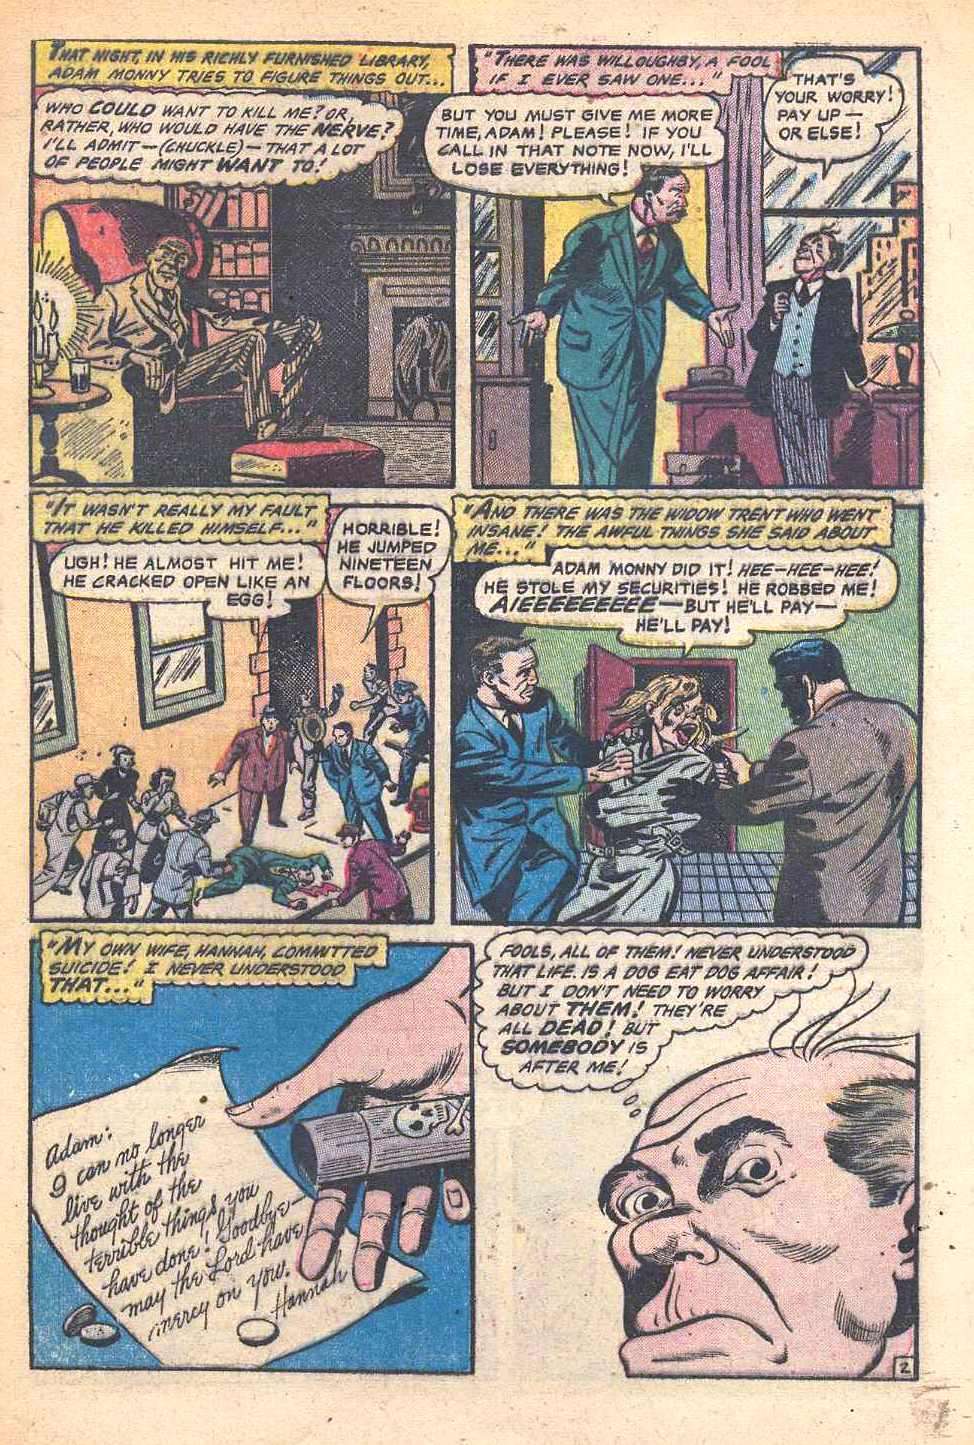 THAT NIGHT, IN HIS RICHLY FURNISHED LIBRARY,
ADAM MONNY TRIES TO FIGURE THINGS OUT...
WHO COULD WANT TO KILL ME? OR,
RATHER, WHO WOULD HAVE THE NERVE?
I'LL ADMIT—(CHUCKLE)—THAT A LOT
OF PEOPLE MIGHT WANT TO!
"THERE WAS WILLOUGHBY, A FOOL
IF I EVER SAW ONE..."
BUT YOU MUST GIVE ME MORE
TIME, ADAM! PLEASE! IF YOU
CALL IN THAT NOTE NOW, I'LL
LOSE EVERYTHING!
THAT'S
YOUR WORRY!
PAY UP—
OR ELSE!
"IT WASN'T REALLY MY FAULT
THAT HE KILLED HIMSELF..."
UGH! HE ALMOST HIT ME!
HE CRACKED OPEN LIKE AN
EGG!
HORRIBLE!
HE JUMPED
NINETEEN
FLOORS!
"AND THERE WAS THE WIDOW TRENT WHO WENT
INSANE! THE AWFUL THINGS SHE SAID ABOUT
ME..."
ADAM MONNY DID IT! HEE-HEE-HEE!
HE STOLE MY SECURITIES! HE ROBBED ME!
AIEEEEEEEEEE—BUT HE'LL PAY—
HE'LL PAY!
"MY OWN WIFE, HANNAH, COMMITTED
SUICIDE! I NEVER UNDERSTOOD
THAT..."
Adam:
I can no longer
live with the
thought of the
terrible things you
have done! Goodbye—
may the Lord have
mercy on you.
Hannah
FOOLS, ALL OF THEM! NEVER UNDERSTOOD
THAT LIFE IS A DOG EAT DOG AFFAIR!
BUT I DON'T NEED TO WORRY
ABOUT THEM! THEY'RE
ALL DEAD! BUT
SOMEBODY IS
AFTER ME!
2